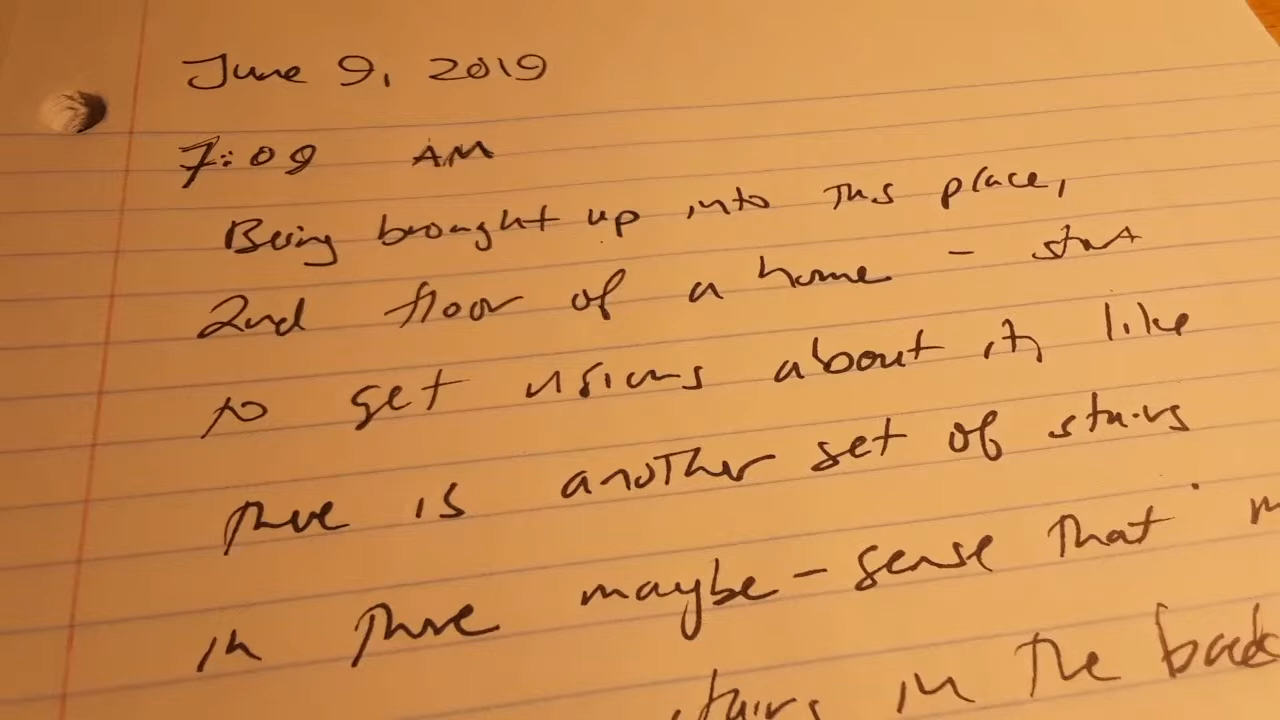 June 9, 2019
7:09 AM
Being brought up into this place,
2nd floor of a home - start
to get visions about it, like
there is another set of stairs
in there maybe - sense that
stairs in the back